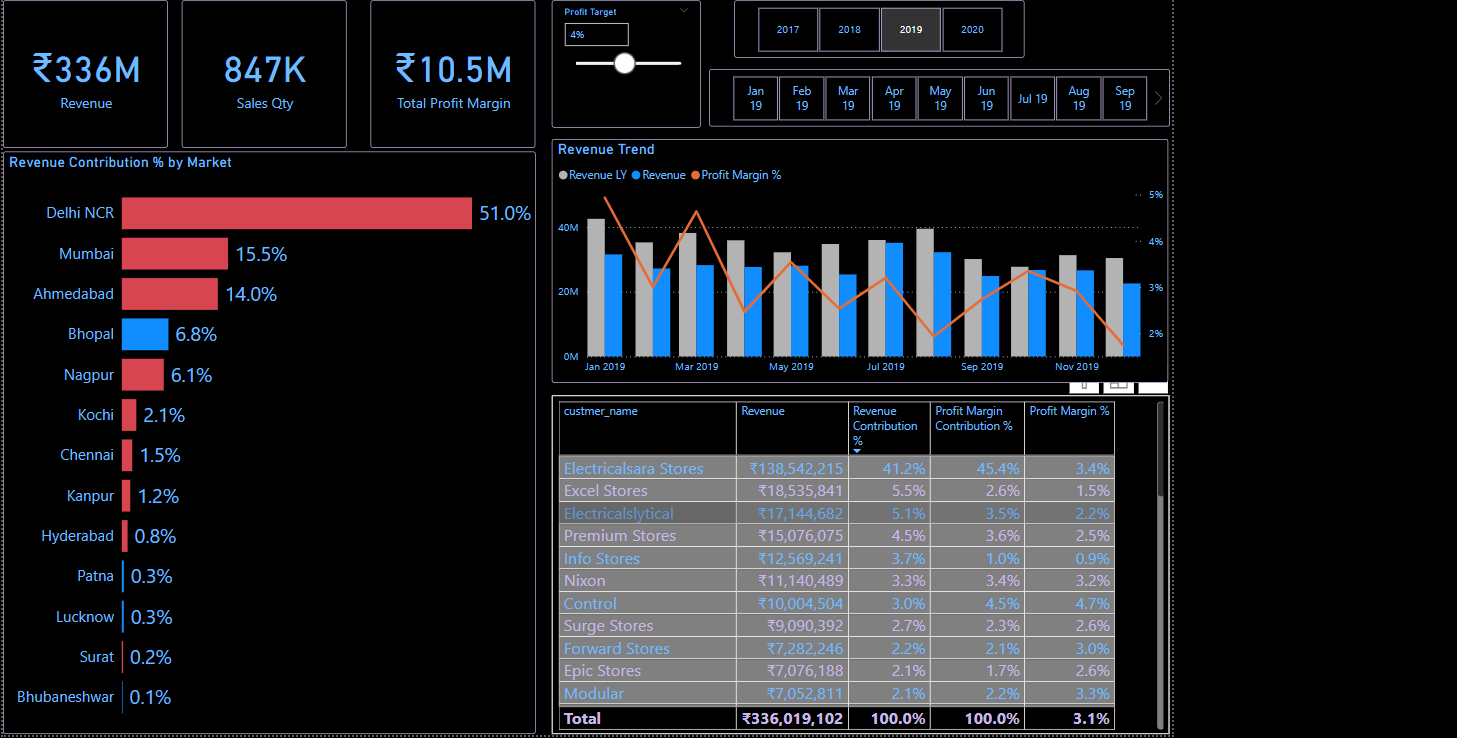 ₹336M
Revenue
847K
Sales Qty
₹10.5M
Total Profit Margin
Profit Target
4%
2017
2018
2019
2020
Jan 19
Feb 19
Mar 19
Apr 19
May 19
Jun 19
Jul 19
Aug 19
Sep 19
Revenue Contribution % by Market
Delhi NCR 51.0%
Mumbai 15.5%
Ahmedabad 14.0%
Bhopal 6.8%
Nagpur 6.1%
Kochi 2.1%
Chennai 1.5%
Kanpur 1.2%
Hyderabad 0.8%
Patna 0.3%
Lucknow 0.3%
Surat 0.2%
Bhubaneshwar 0.1%
Revenue Trend
Revenue LY Revenue Profit Margin %
5%
40M 4%
3%
20M
2%
0M
Jan 2019 Mar 2019 May 2019 Jul 2019 Sep 2019 Nov 2019
custmer_name Revenue Revenue Contribution % Profit Margin Contribution % Profit Margin %
Electricalsara Stores ₹138,542,215 41.2% 45.4% 3.4%
Excel Stores ₹18,535,841 5.5% 2.6% 1.5%
Electricalslytical ₹17,144,682 5.1% 3.5% 2.2%
Premium Stores ₹15,076,075 4.5% 3.6% 2.5%
Info Stores ₹12,569,241 3.7% 1.0% 0.9%
Nixon ₹11,140,489 3.3% 3.4% 3.2%
Control ₹10,004,504 3.0% 4.5% 4.7%
Surge Stores ₹9,090,392 2.7% 2.3% 2.6%
Forward Stores ₹7,282,246 2.2% 2.1% 3.0%
Epic Stores ₹7,076,188 2.1% 1.7% 2.6%
Modular ₹7,052,811 2.1% 2.2% 3.3%
Total ₹336,019,102 100.0% 100.0% 3.1%